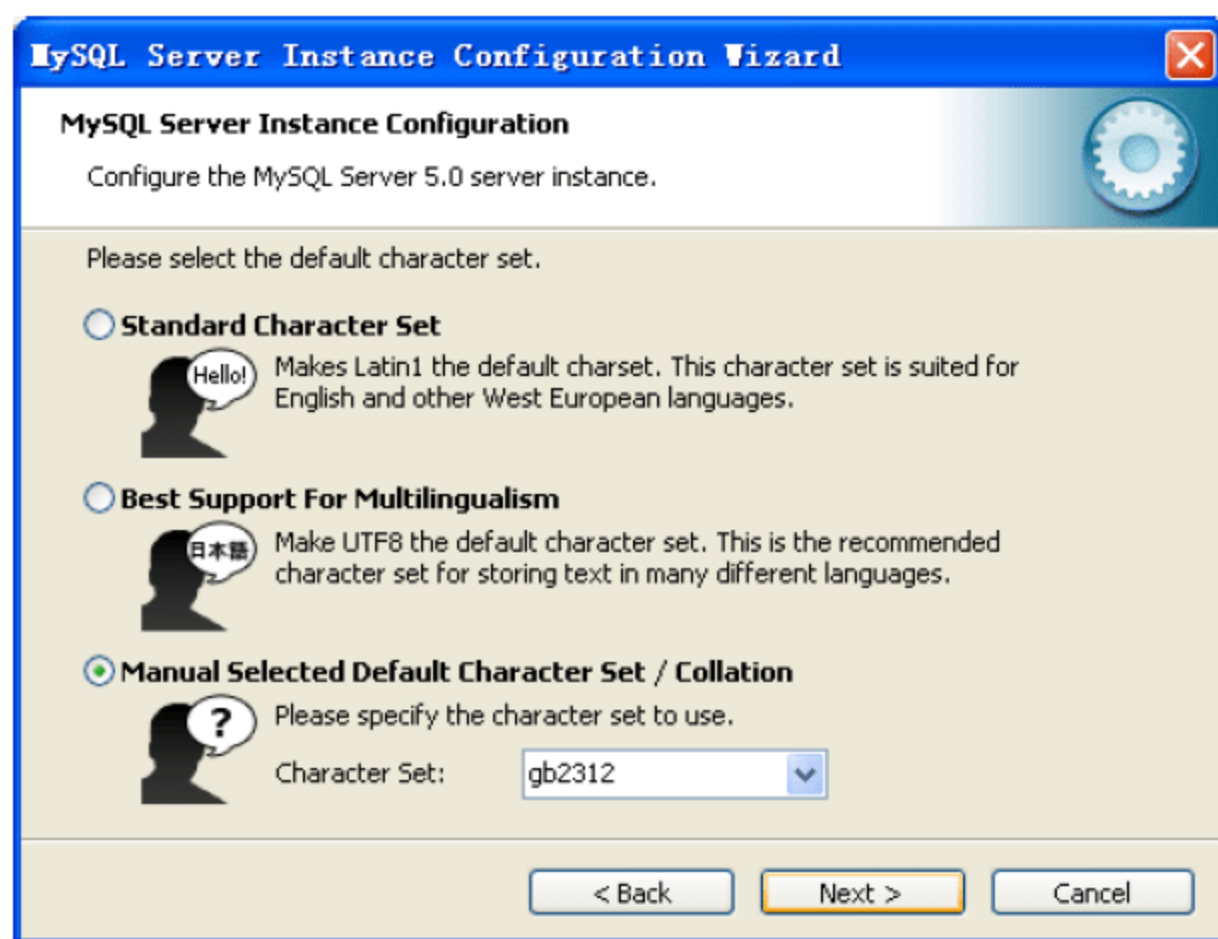 MySQL Server Instance Configuration Wizard
MySQL Server Instance Configuration
Configure the MySQL Server 5.0 server instance.
Please select the default character set.
Standard Character Set
Hello!
Makes Latin1 the default charset. This character set is suited for
English and other West European languages.
Best Support For Multilingualism
日本語
Make UTF8 the default character set. This is the recommended
character set for storing text in many different languages.
Manual Selected Default Character Set / Collation
?
Please specify the character set to use.
Character Set: gb2312
< Back Next > Cancel